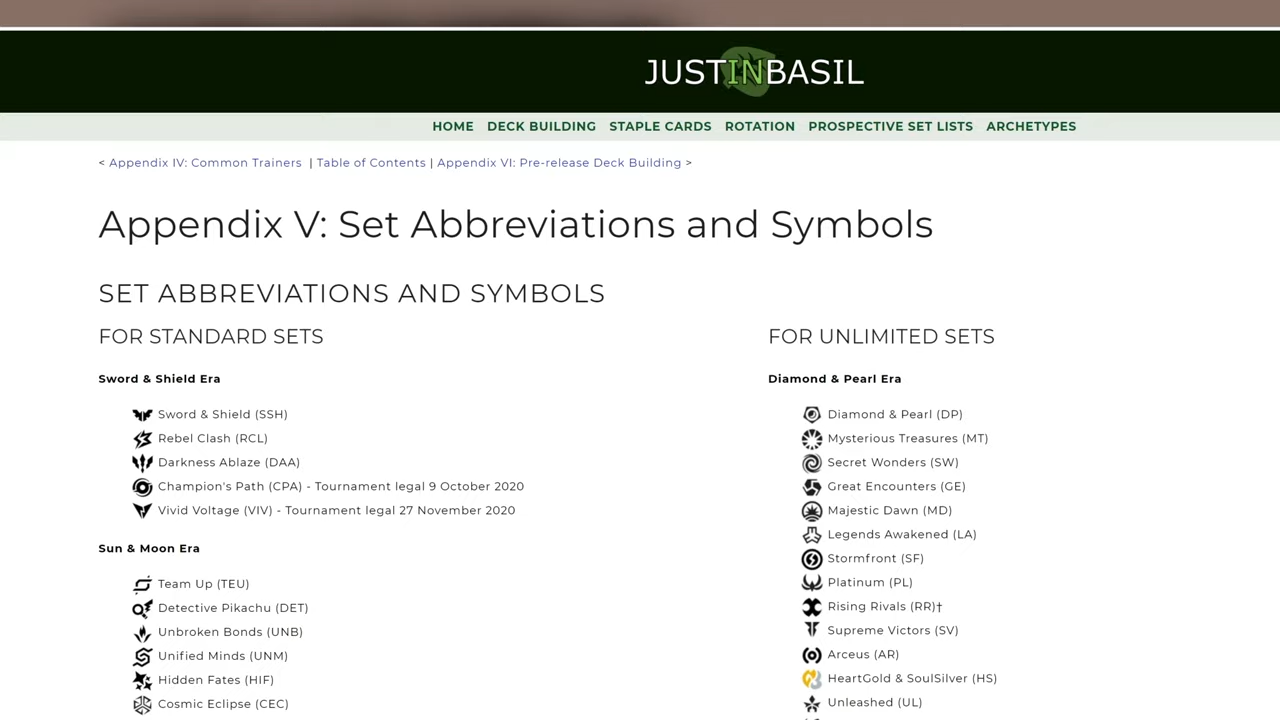 JUSTINBASIL
HOME DECK BUILDING STAPLE CARDS ROTATION PROSPECTIVE SET LISTS ARCHETYPES
< Appendix IV: Common Trainers | Table of Contents | Appendix VI: Pre-release Deck Building >
Appendix V: Set Abbreviations and Symbols
SET ABBREVIATIONS AND SYMBOLS
FOR STANDARD SETS
Sword & Shield Era
Sword & Shield (SSH)
Rebel Clash (RCL)
Darkness Ablaze (DAA)
Champion's Path (CPA) - Tournament legal 9 October 2020
Vivid Voltage (VIV) - Tournament legal 27 November 2020
Sun & Moon Era
Team Up (TEU)
Detective Pikachu (DET)
Unbroken Bonds (UNB)
Unified Minds (UNM)
Hidden Fates (HIF)
Cosmic Eclipse (CEC)
FOR UNLIMITED SETS
Diamond & Pearl Era
Diamond & Pearl (DP)
Mysterious Treasures (MT)
Secret Wonders (SW)
Great Encounters (GE)
Majestic Dawn (MD)
Legends Awakened (LA)
Stormfront (SF)
Platinum (PL)
Rising Rivals (RR)†
Supreme Victors (SV)
Arceus (AR)
HeartGold & SoulSilver (HS)
Unleashed (UL)